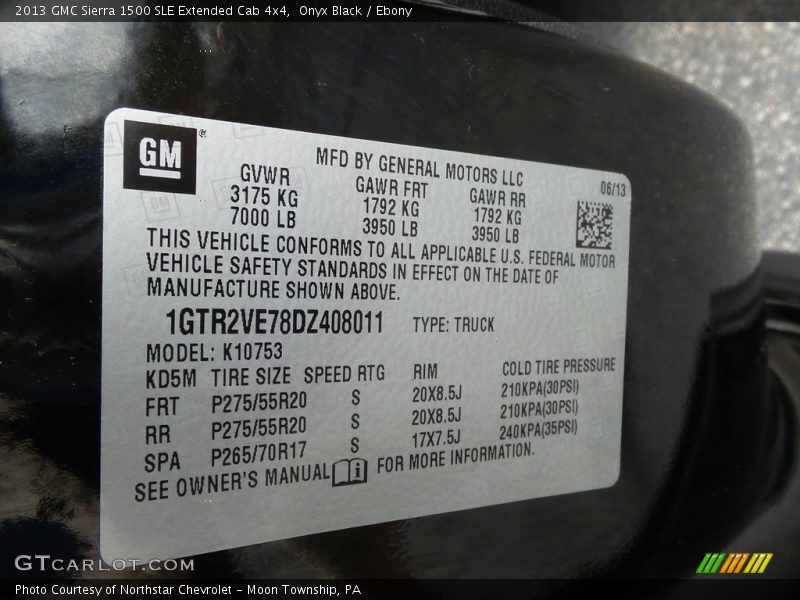 2013 GMC Sierra 1500 SLE Extended Cab 4x4, Onyx Black / Ebony
GM®
MFD BY GENERAL MOTORS LLC
06/13
GVWR GAWR FRT GAWR RR
3175 KG 1792 KG 1792 KG
7000 LB 3950 LB 3950 LB
THIS VEHICLE CONFORMS TO ALL APPLICABLE U.S. FEDERAL MOTOR
VEHICLE SAFETY STANDARDS IN EFFECT ON THE DATE OF
MANUFACTURE SHOWN ABOVE.
1GTR2VE78DZ408011 TYPE: TRUCK
MODEL: K10753
KD5M TIRE SIZE SPEED RTG RIM COLD TIRE PRESSURE
FRT P275/55R20 S 20X8.5J 210KPA(30PSI)
RR P275/55R20 S 20X8.5J 210KPA(30PSI)
SPA P265/70R17 S 17X7.5J 240KPA(35PSI)
SEE OWNER'S MANUAL i FOR MORE INFORMATION.
GTCARLOT.COM
Photo Courtesy of Northstar Chevrolet - Moon Township, PA